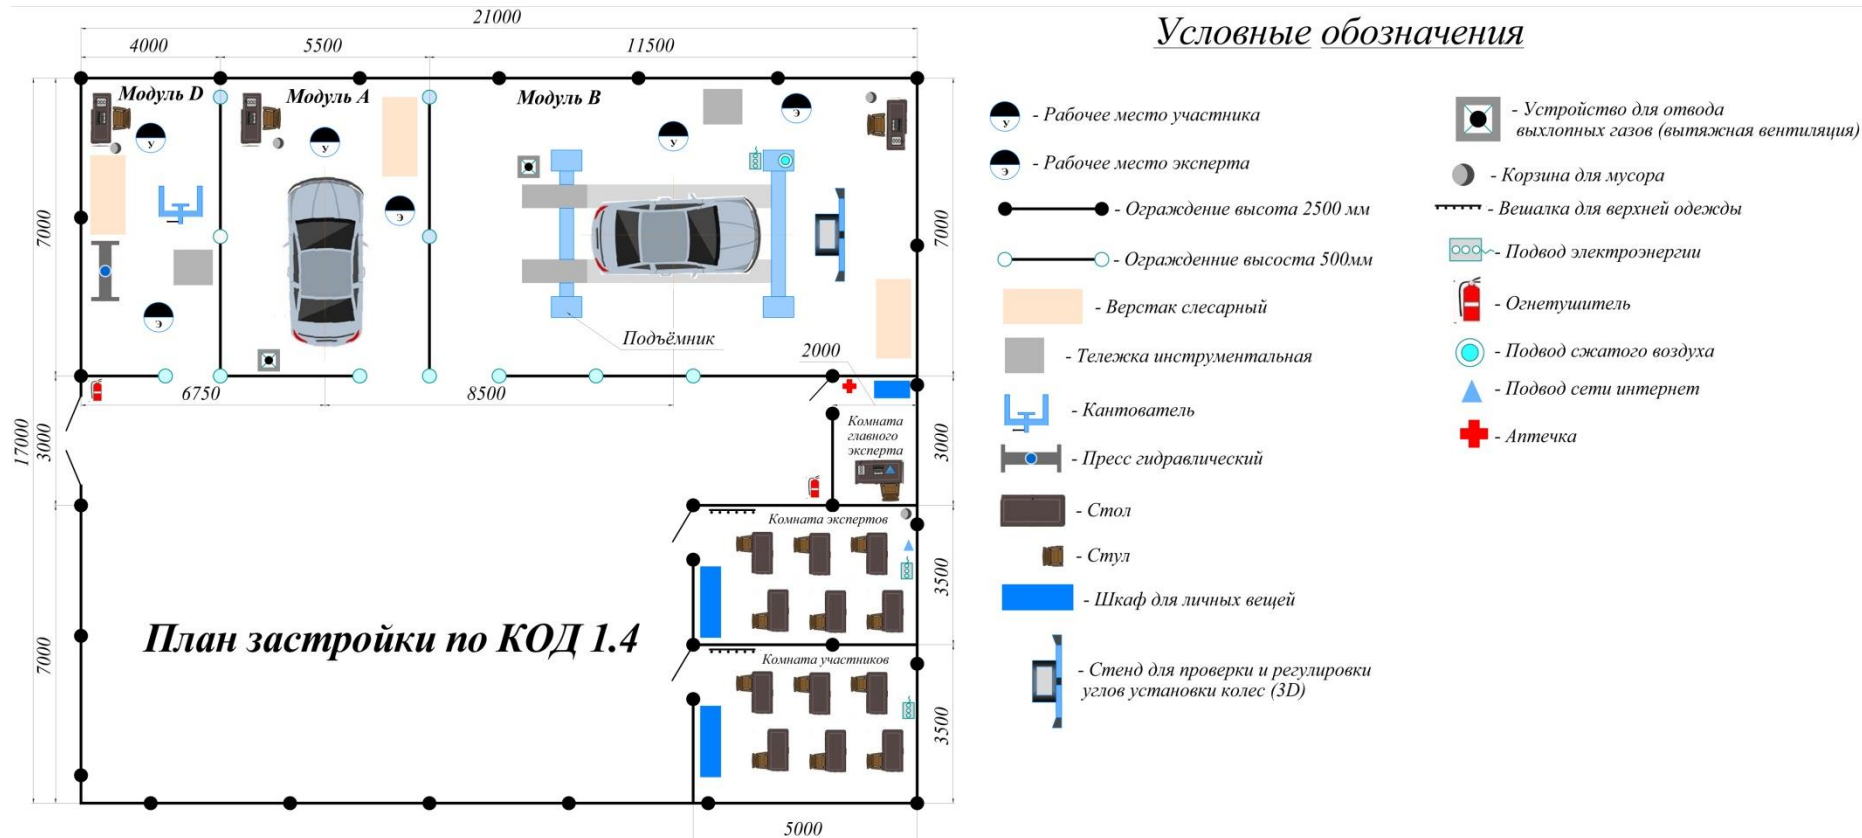 21000
4000
5500
11500
Модуль D
Модуль А
Модуль В
У
У
У
Э
Э
Э
7000
7000
Подъёмник
2000
6750
8500
17000
3000
3000
Комната
главного
эксперта
Комната экспертов
3500
План застройки по КОД 1.4
7000
Комната участников
3500
5000
Условные обозначения
У
- Рабочее место участника
Э
- Рабочее место эксперта
- Ограждение высота 2500 мм
- Огражденние высоста 500мм
- Верстак слесарный
- Тележка инструментальная
- Кантователь
- Пресс гидравлический
- Стол
- Стул
- Шкаф для личных вещей
- Стенд для проверки и регулировки
углов установки колес (3D)
- Устройство для отвода
выхлопных газов (вытяжная вентиляция)
- Корзина для мусора
- Вешалка для верхней одежды
- Подвод электроэнергии
- Огнетушитель
- Подвод сжатого воздуха
- Подвод сети интернет
- Аптечка